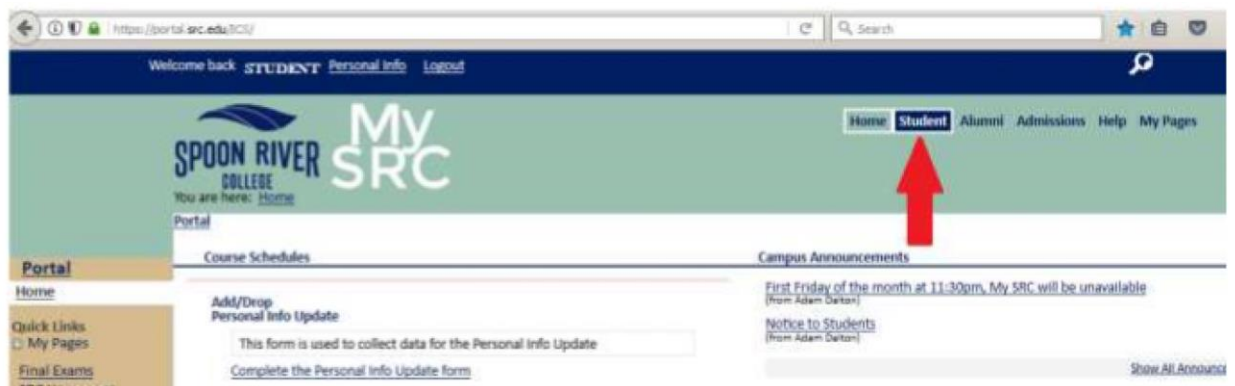 https://portal.src.edu/ICS/
Search
Welcome back STUDENT Personal Info Logout
My
SRC
SPOON RIVER
COLLEGE
Home Student Alumni Admissions Help My Pages
You are here: Home
Portal
Portal
Home
Quick Links
My Pages
Final Exams
Course Schedules
Add/Drop
Personal Info Update
This form is used to collect data for the Personal Info Update
Complete the Personal Info Update form
Campus Announcements
First Friday of the month at 11:30pm, My SRC will be unavailable
(from Adam Dalton)
Notice to Students
(from Adam Dalton)
Show All Announce